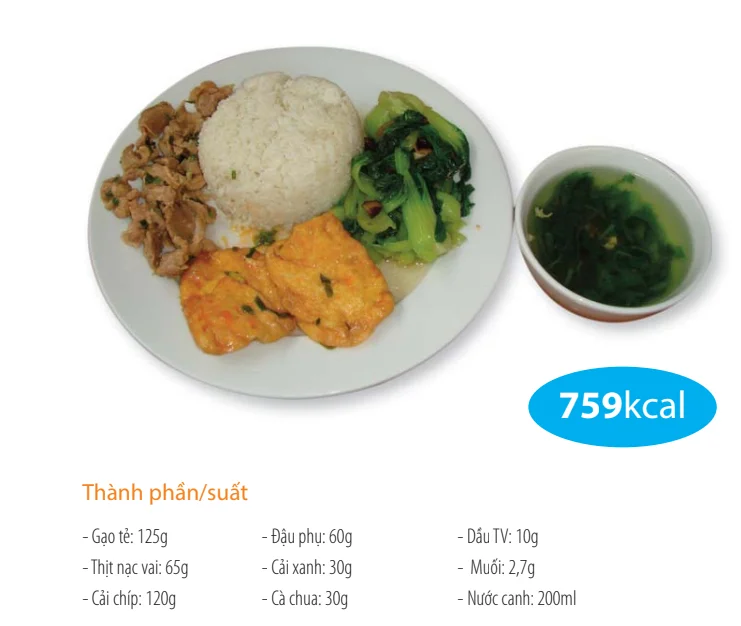 759kcal
Thành phần/suất
- Gạo tẻ: 125g
- Đậu phụ: 60g
- Dầu TV: 10g
- Thịt nạc vai: 65g
- Cải xanh: 30g
- Muối: 2,7g
- Cải chíp: 120g
- Cà chua: 30g
- Nước canh: 200ml